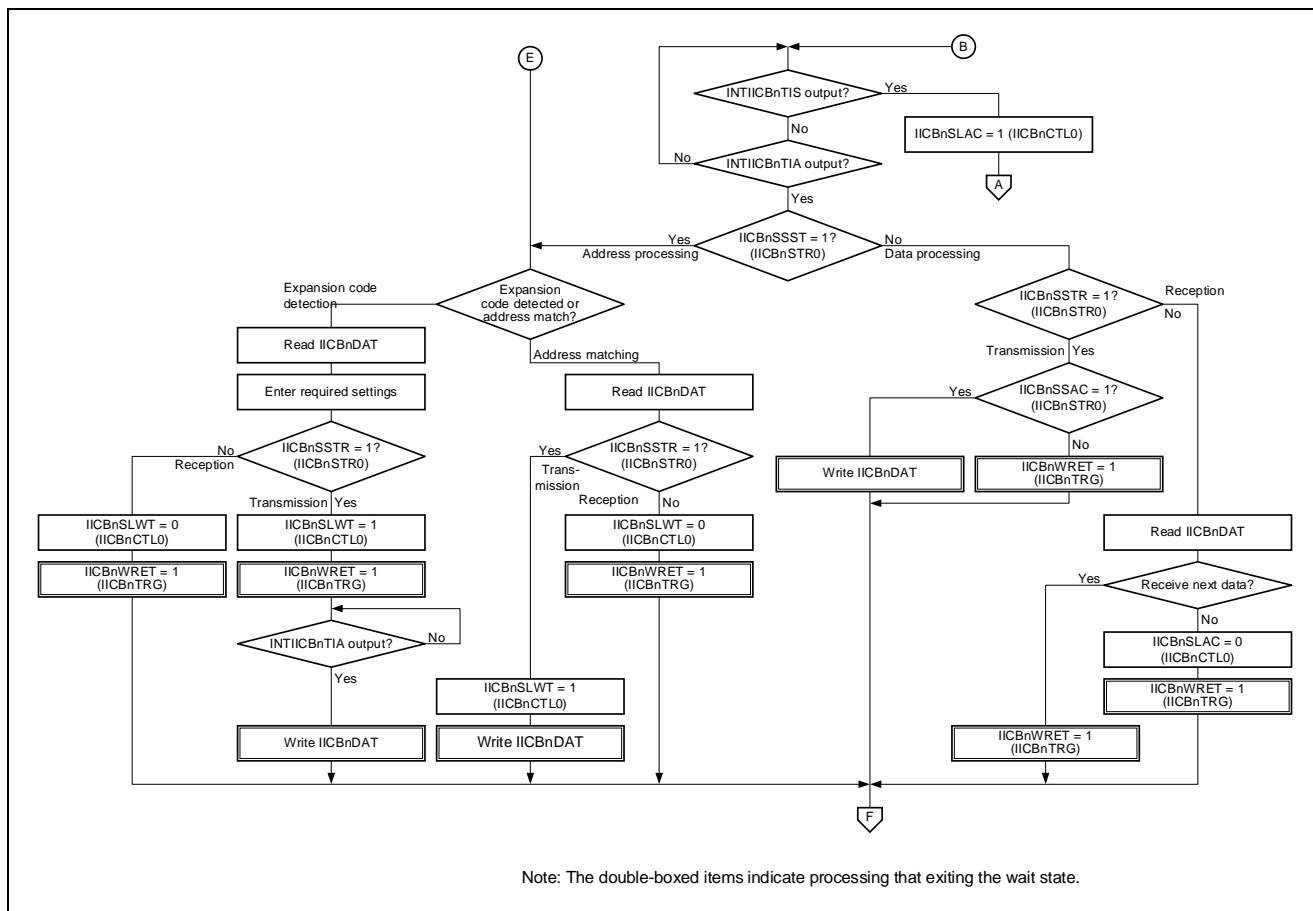 E
B
INTIICBnTIS output?
Yes
No
IICBnSLAC = 1 (IICBnCTL0)
A
No
INTIICBnTIA output?
Yes
Yes
Address processing
IICBnSSST = 1?
(IICBnSTR0)
No
Data processing
Expansion code
detection
Expansion
code detected or
address match?
IICBnSSTR = 1?
(IICBnSTR0)
Reception
No
Read IICBnDAT
Address matching
Transmission
Yes
Enter required settings
Read IICBnDAT
Yes
IICBnSSAC = 1?
(IICBnSTR0)
No
No
Reception
IICBnSSTR = 1?
(IICBnSTR0)
Yes
Trans-
mission
IICBnSSTR = 1?
(IICBnSTR0)
Write IICBnDAT
IICBnWRET = 1
(IICBnTRG)
Transmission
Yes
Reception
No
IICBnSLWT = 0
(IICBnCTL0)
IICBnSLWT = 1
(IICBnCTL0)
IICBnSLWT = 0
(IICBnCTL0)
Read IICBnDAT
IICBnWRET = 1
(IICBnTRG)
IICBnWRET = 1
(IICBnTRG)
IICBnWRET = 1
(IICBnTRG)
Yes
Receive next data?
No
INTIICBnTIA output?
No
Yes
IICBnSLAC = 0
(IICBnCTL0)
IICBnSLWT = 1
(IICBnCTL0)
IICBnWRET = 1
(IICBnTRG)
Write IICBnDAT
Write IICBnDAT
IICBnWRET = 1
(IICBnTRG)
F
Note: The double-boxed items indicate processing that exiting the wait state.